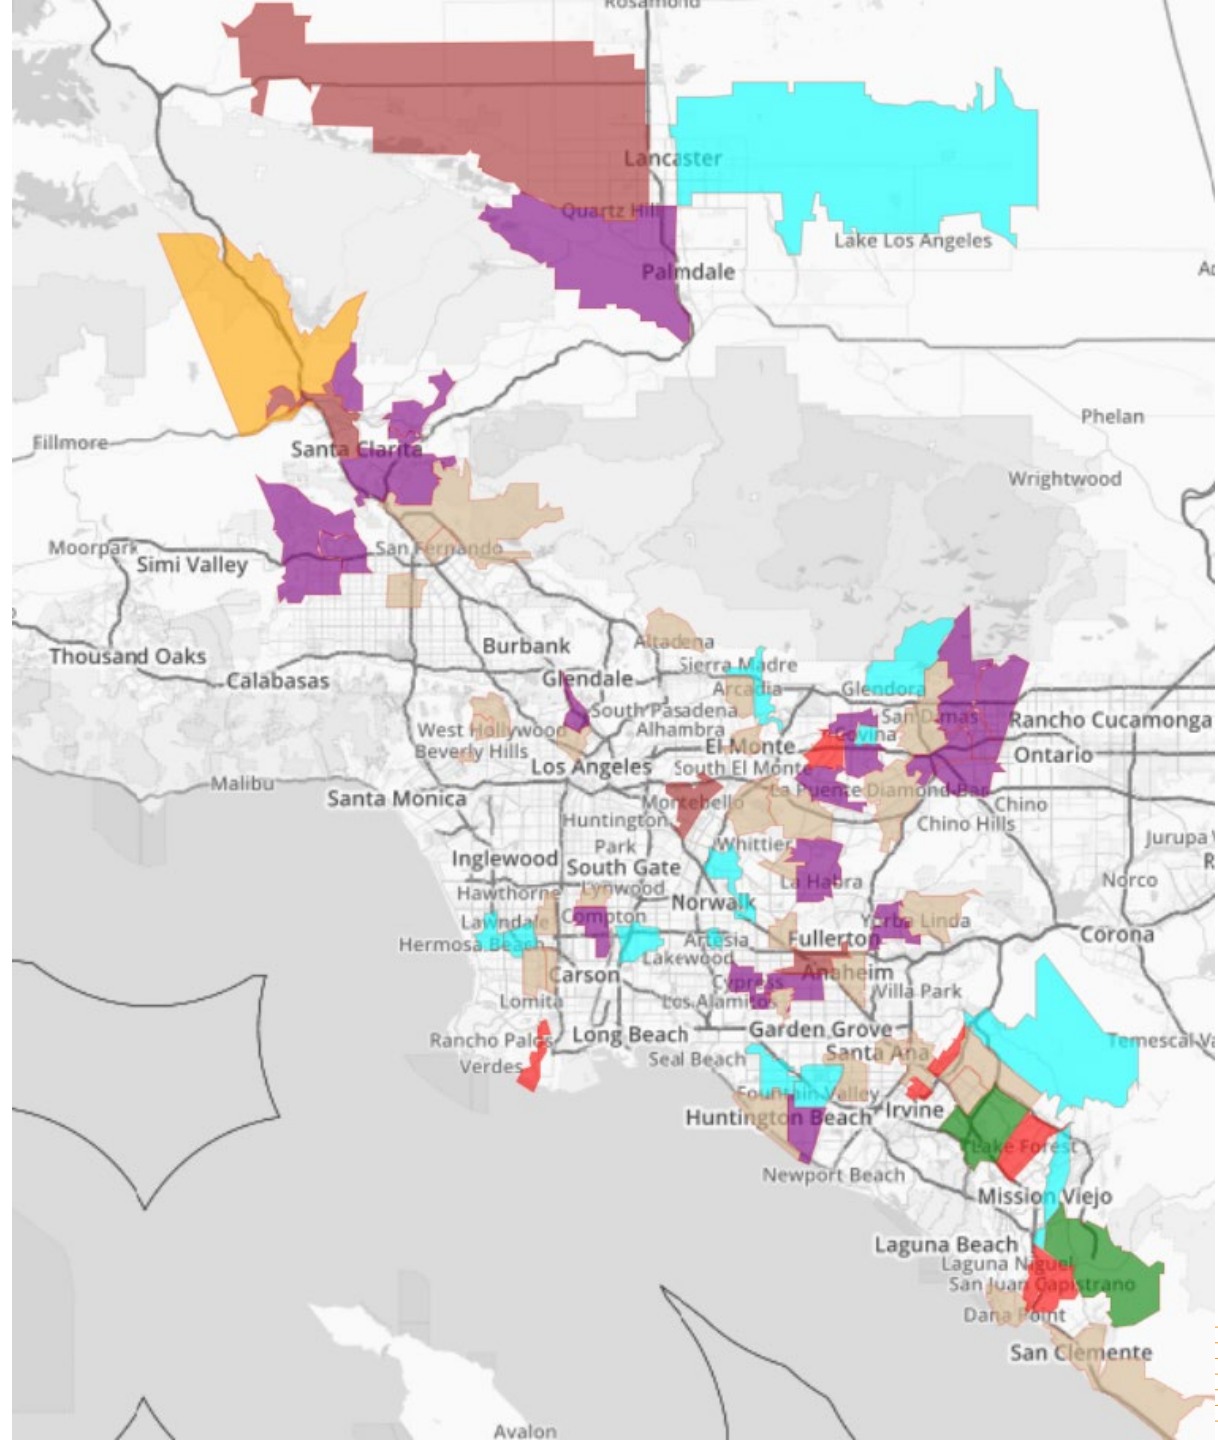 Rosamond
Lancaster
Quartz Hill
Lake Los Angeles
Palmdale
Phelan
Fillmore
Santa Clarita
Wrightwood
Moorpark
San Fernando
Simi Valley
Altadena
Burbank
Thousand Oaks
Sierra Madre
Calabasas
Glendale
Arcadia
Glendora
South Pasadena
San Dimas
Rancho Cucamonga
West Hollywood
Alhambra
Covina
Beverly Hills
El Monte
Ontario
Los Angeles
South El Monte
Malibu
La Puente
Diamond Bar
Santa Monica
Montebello
Chino
Huntington
Park
Chino Hills
Jurupa V
Whittier
Inglewood
South Gate
R
Hawthorne
Lynwood
La Habra
Norco
Norwalk
Lawndale
Compton
Yorba Linda
Hermosa Beach
Artesia
Fullerton
Corona
Lakewood
Carson
Cypress
Anaheim
Lomita
Los Alamitos
Villa Park
Rancho Palos
Verdes
Long Beach
Garden Grove
Temescal Va
Seal Beach
Santa Ana
Fountain Valley
Huntington Beach
Irvine
Lake Forest
Newport Beach
Mission Viejo
Laguna Beach
Laguna Niguel
San Juan Capistrano
Dana Point
San Clemente
Avalon